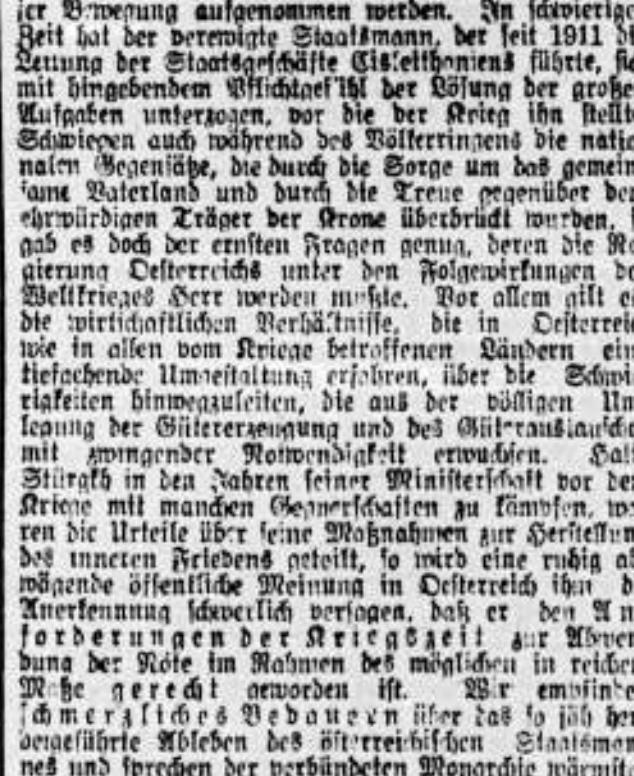 jer Bewegung aufgenommen werden. In schwierige
Zeit hat der verewigte Staatsmann, der seit 1911 di
Leitung der Staatsgeschäfte Cisleithaniens führte, sic
mit hingebendem Pflichtgefühl der Lösung der große
Aufgaben unterzogen, vor die der Krieg ihn stellt
Schwiegen auch während des Völkerringens die natio
nalen Gegensätze, die durch die Sorge um das gemein
same Vaterland und durch die Treue gegenüber de
ehrwürdigen Träger der Krone überbrückt wurden,
gab es doch der ernsten Fragen genug, deren die Re
gierung Oesterreichs unter den Folgewirkungen de
Weltkrieges Herr werden mußte. Vor allem gilt e
die wirtschaftlichen Verhältnisse, die in Oesterreic
wie in allen vom Kriege betroffenen Ländern ein
tiefgehende Umgestaltung erfahren, über die Schwi
rigkeiten hinwegzuleiten, die aus der völligen Um
legung der Gütererzeugung und des Güterausstausche
mit zwingender Notwendigkeit erwuchsen. Hat
Stürgkh in den Jahren seiner Ministerschaft vor de
Kriege mit manchen Gegnerschaften zu kämpfen, wa
ren die Urteile über seine Maßnahmen zur Herstellun
des inneren Friedens geteilt, so wird eine ruhig a
wägende öffentliche Meinung in Oesterreich ihm d
Anerkennung schwerlich versagen, daß er den An
forderungen der Kriegszeit zur Abwen
dung der Nöte im Rahmen des möglichen in reiche
Maße gerecht geworden ist. Wir empfinde
schmerzliches Bedauern über das so jäh her
beigeführte Ableben des österreichischen Staatsman
nes und sprechen der verbündeten Monarchie